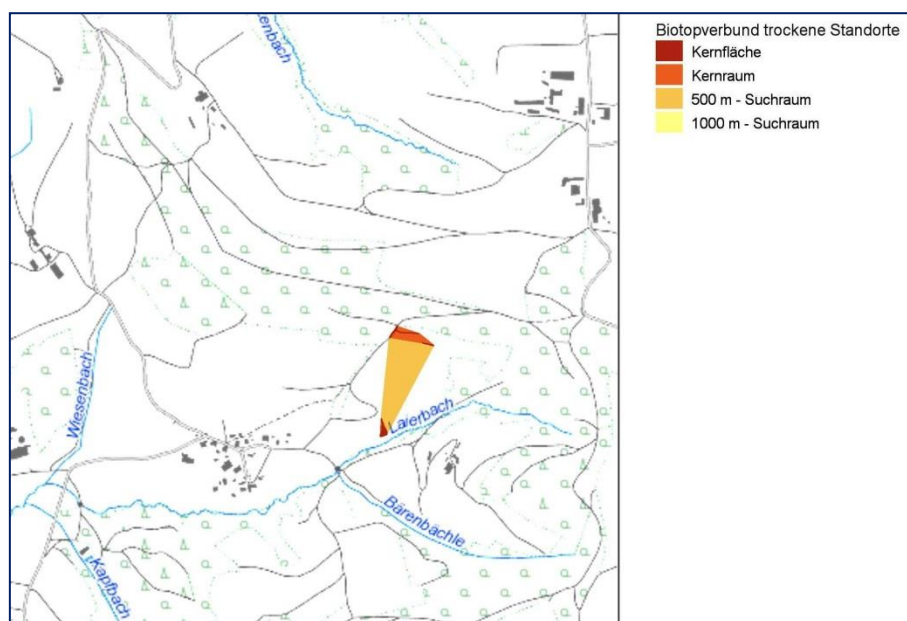 Biotopverbund trockene Standorte
Kernfläche
Kernraum
500 m - Suchraum
1000 m - Suchraum
Wiesenbach
Laierbach
Bärenbächle
Kapfbach